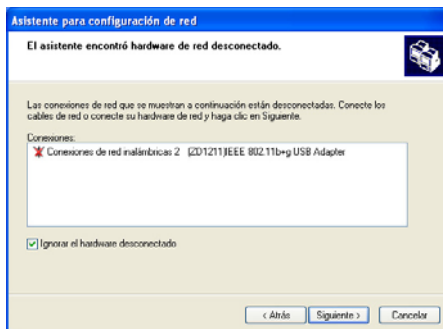 Asistente para configuración de red
El asistente encontró hardware de red desconectado.
Las conexiones de red que se muestran a continuación están desconectadas. Conecte los
cables de red o conecte su hardware de red y haga clic en Siguiente.
Conexiones:
Conexiones de red inalámbricas 2 (ZD1211)IEEE 802.11b+g USB Adapter
Ignorar el hardware desconectado
< Atrás Siguiente > Cancelar